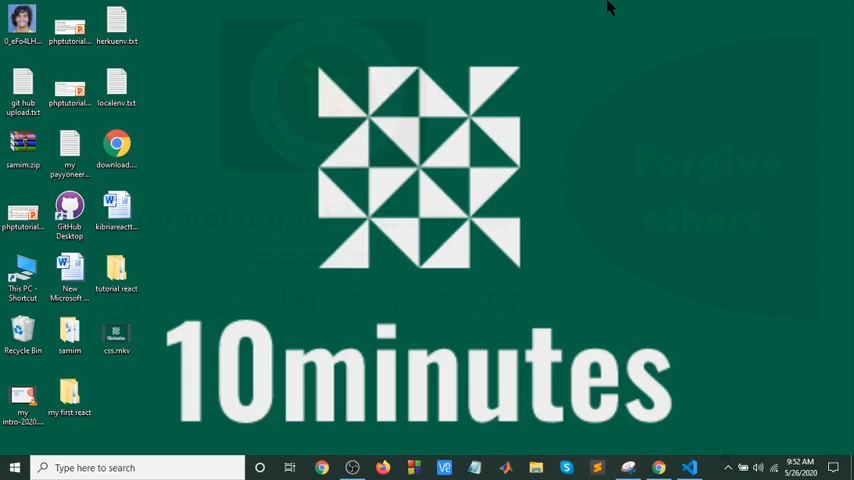 0_eFo4LH...
phptutorial...
herkuenv.txt
git hub
upload.txt
phptutorial...
localenv.txt
samim.zip
my
payyoneer...
download....
phptutorial...
GitHub
Desktop
kibriareactt...
This PC -
Shortcut
New
Microsoft ...
tutorial react
Recycle Bin
samim
css.mkv
my
intro-2020....
my first react
Forgive
others
10minutes
Type here to search
9:52 AM
5/26/2020